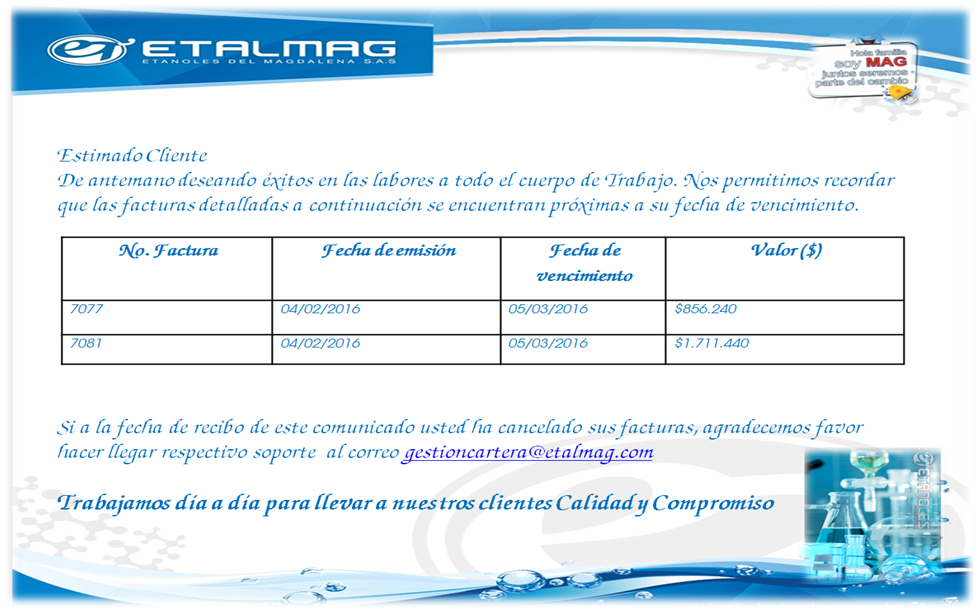 ETALMAG
ETANOLES DEL MAGDALENA S.A.S
Hola familia
soy MAG
juntos seremos
parte del cambio
Estimado Cliente
De antemano deseando éxitos en las labores a todo el cuerpo de Trabajo. Nos permitimos recordar
que las facturas detalladas a continuación se encuentran próximas a su fecha de vencimiento.
No. Factura Fecha de emisión Fecha de vencimiento Valor ($)
7077 04/02/2016 05/03/2016 $856.240
7081 04/02/2016 05/03/2016 $1.711.440
Si a la fecha de recibo de este comunicado usted ha cancelado sus facturas, agradecemos favor
hacer llegar respectivo soporte al correo gestioncartera@etalmag.com
Trabajamos día a día para llevar a nuestros clientes Calidad y Compromiso